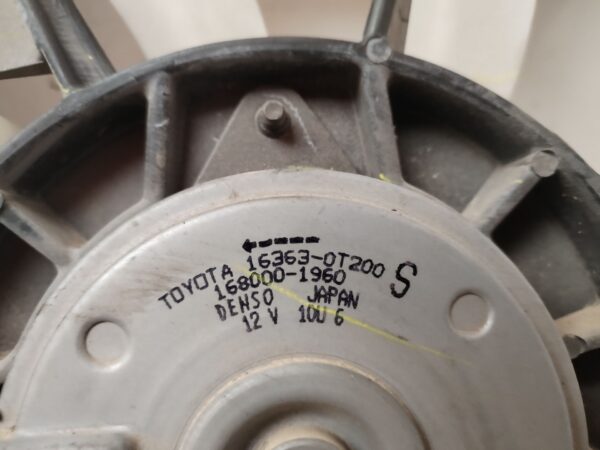 TOYOTA 16363-0T200 S
168000-1960
DENSO JAPAN
12 V 10U 6